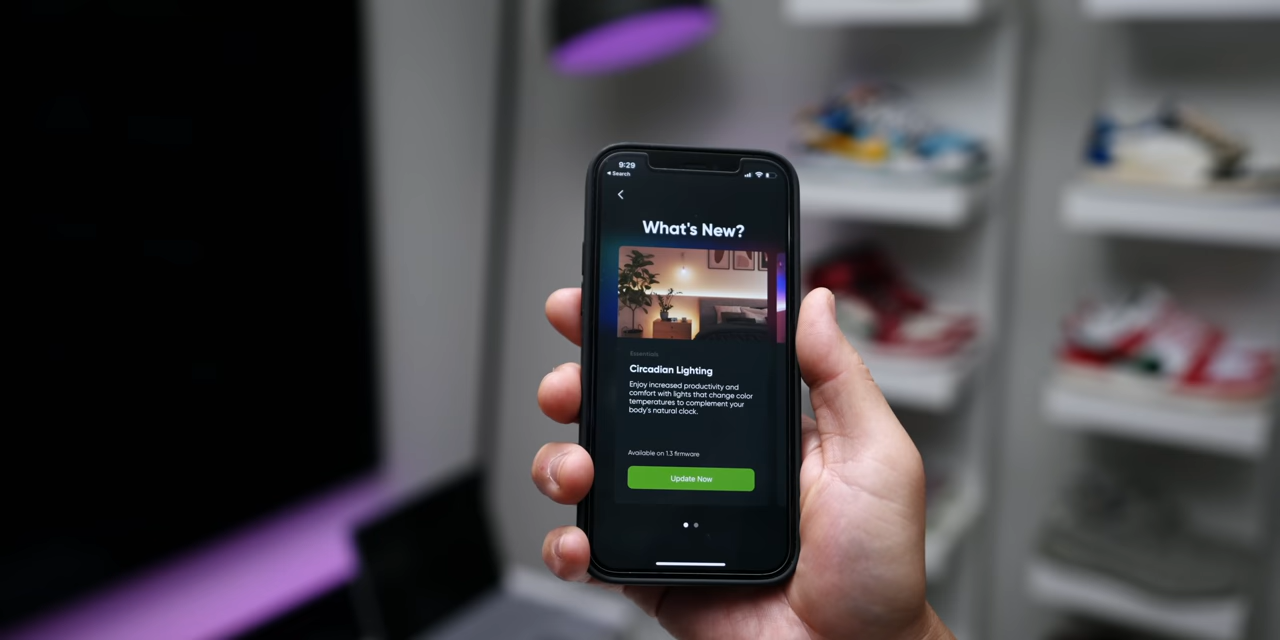 9:29
◂ Search
What's New?
Essentials
Circadian Lighting
Enjoy increased productivity and
comfort with lights that change color
temperatures to complement your
body's natural clock.
Available on 1.3 firmware
Update Now